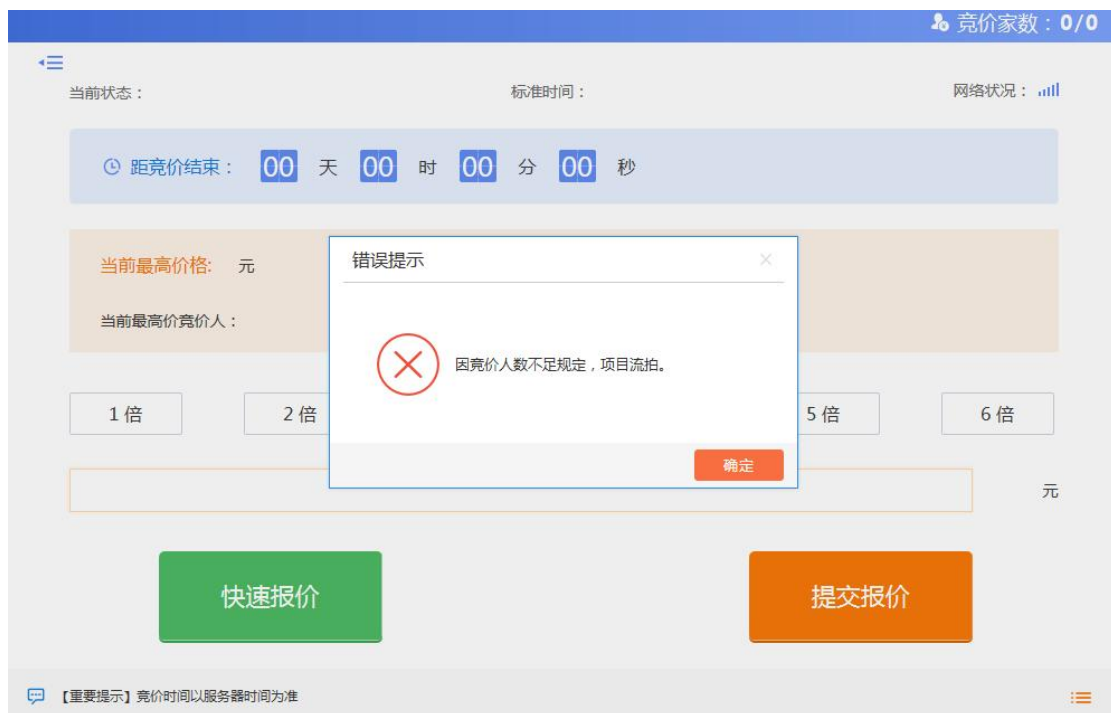 竞价家数：0/0
当前状态： 标准时间： 网络状况：
距竞价结束： 00 天 00 时 00 分 00 秒
当前最高价格: 元
当前最高价竞价人：
错误提示
因竞价人数不足规定，项目流拍。
确定
1倍 2倍 5倍 6倍
元
快速报价 提交报价
【重要提示】竞价时间以服务器时间为准